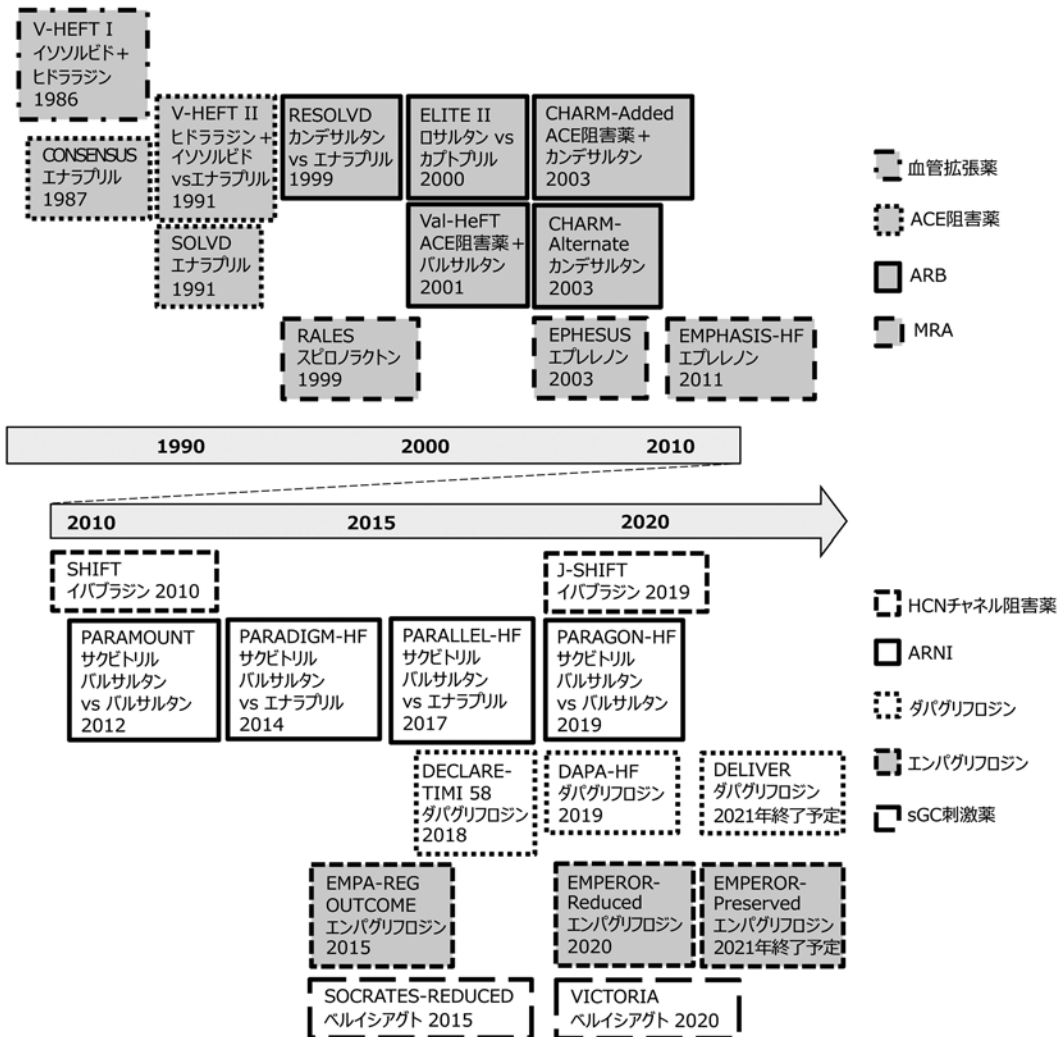 V-HEFT I
イソソルビド+
ヒドララジン
1986
CONSENSUS
エナラプリル
1987
V-HEFT II
ヒドララジン+
イソソルビド
vsエナラプリル
1991
SOLVD
エナラプリル
1991
RESOLVD
カンデサルタン
vs エナラプリル
1999
ELITE II
ロサルタン vs
カプトプリル
2000
Val-HeFT
ACE阻害薬+
バルサルタン
2001
CHARM-Added
ACE阻害薬+
カンデサルタン
2003
CHARM-
Alternate
カンデサルタン
2003
RALES
スピロノラクトン
1999
EPHESUS
エプレレノン
2003
EMPHASIS-HF
エプレレノン
2011
血管拡張薬
ACE阻害薬
ARB
MRA
1990 2000 2010
2010 2015 2020
SHIFT
イバブラジン 2010
J-SHIFT
イバブラジン 2019
PARAMOUNT
サクビトリル
バルサルタン
vs バルサルタン
2012
PARADIGM-HF
サクビトリル
バルサルタン
vs エナラプリル
2014
PARALLEL-HF
サクビトリル
バルサルタン
vs エナラプリル
2017
PARAGON-HF
サクビトリル
バルサルタン
vs バルサルタン
2019
DECLARE-
TIMI 58
ダパグリフロジン
2018
DAPA-HF
ダパグリフロジン
2019
DELIVER
ダパグリフロジン
2021年終了予定
EMPA-REG
OUTCOME
エンパグリフロジン
2015
EMPEROR-
Reduced
エンパグリフロジン
2020
EMPEROR-
Preserved
エンパグリフロジン
2021年終了予定
SOCRATES-REDUCED
ベルイシアグト 2015
VICTORIA
ベルイシアグト 2020
HCNチャネル阻害薬
ARNI
ダパグリフロジン
エンパグリフロジン
sGC刺激薬